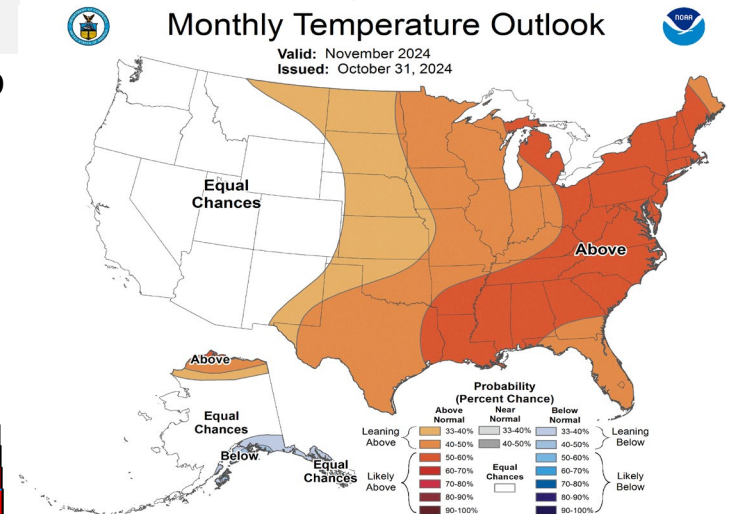 Monthly Temperature Outlook
Valid: November 2024
Issued: October 31, 2024
NOAA
Equal
Chances
Above
Above
Equal
Chances
Below
Equal
Chances
Probability
(Percent Chance)
Above
Normal
Near
Normal
Below
Normal
Leaning
Above
33-40%
33-40%
33-40%
Leaning
Below
40-50%
40-50%
40-50%
Likely
Above
50-60%
50-60%
Likely
Below
60-70%
60-70%
Equal
Chances
70-80%
70-80%
80-90%
80-90%
90-100%
90-100%